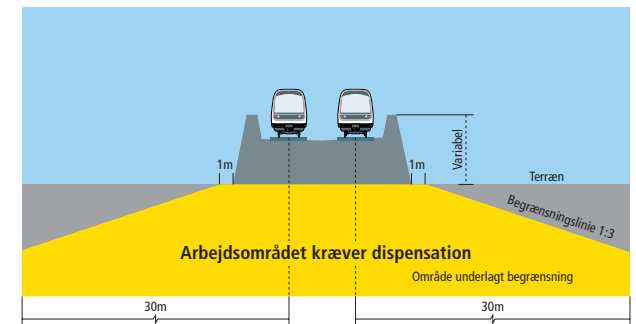 1m
1m
Variabel
Terræn
Begrænsningslinie 1:3
Arbejdsområdet kræver dispensation
Område underlagt begrænsning
30m
30m